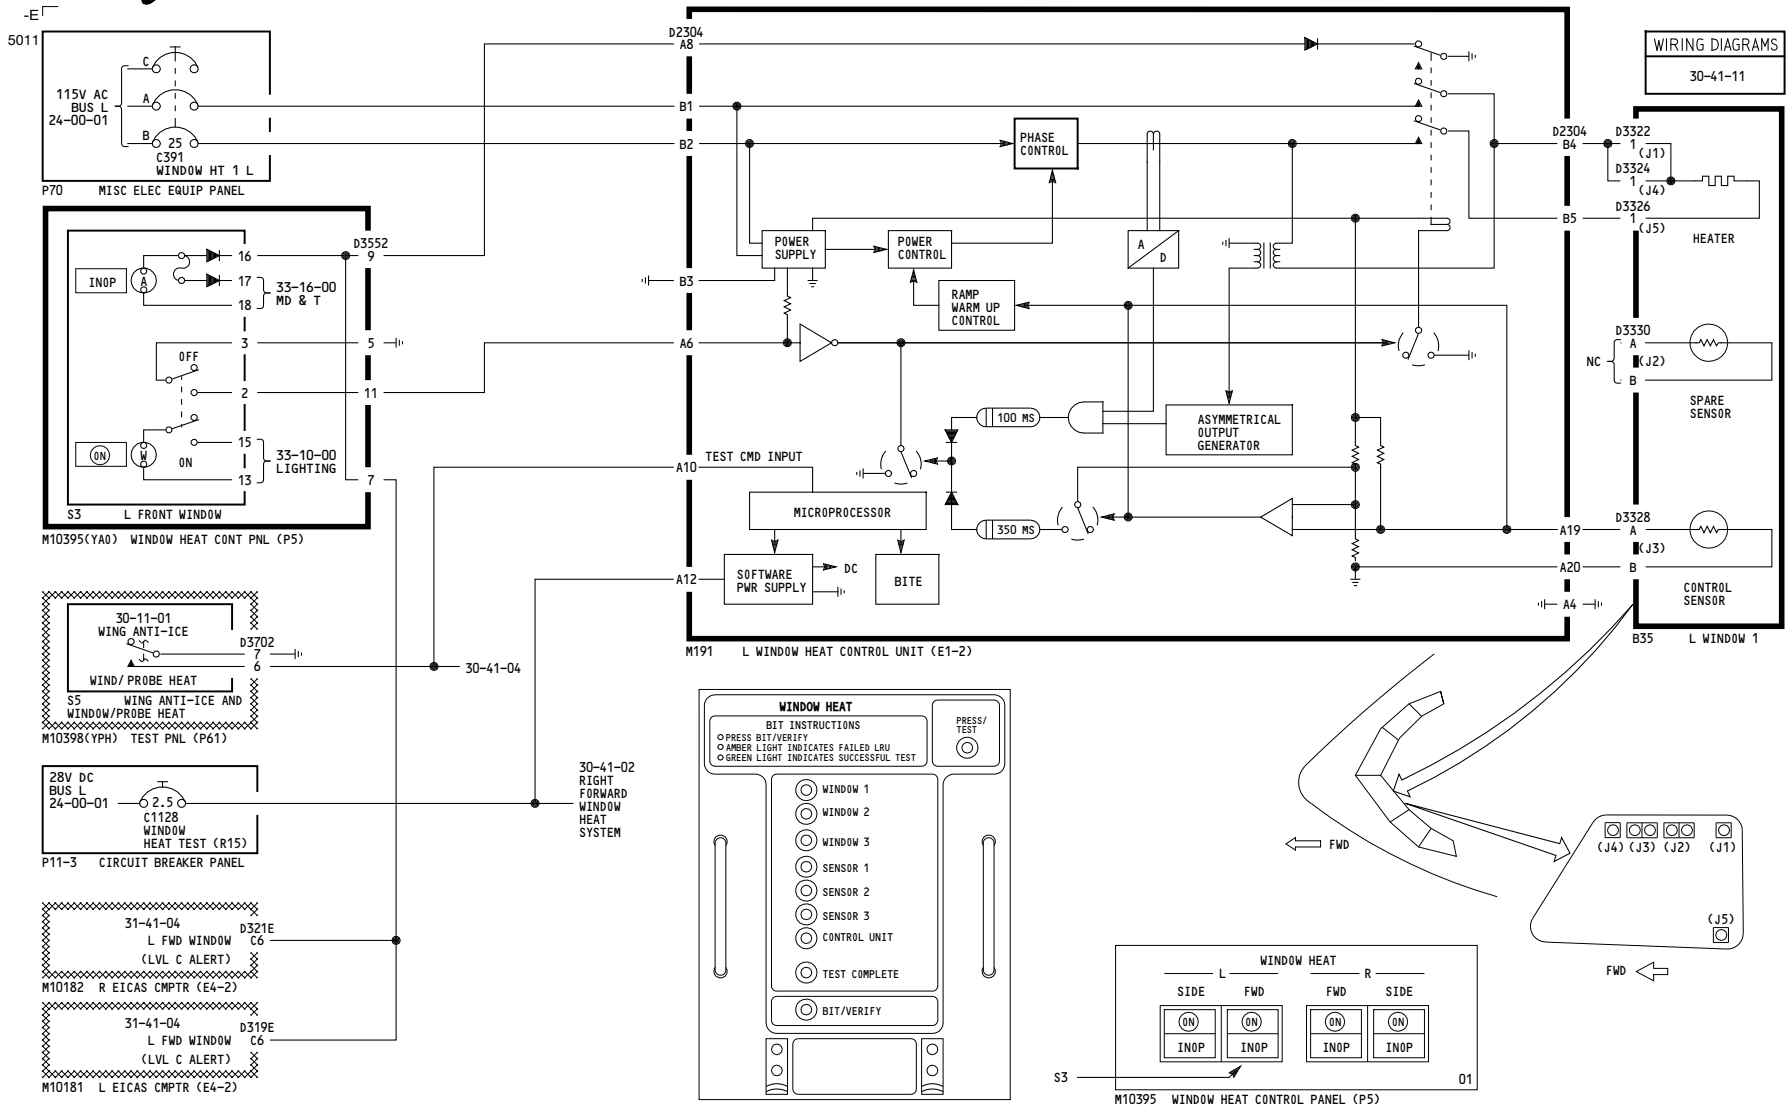 -E
5011
C
115V AC
BUS L
24-00-01
A
B
25
C391
WINDOW HT 1 L
P70 MISC ELEC EQUIP PANEL
D3552
16
9
INOP
A
17
33-16-00
MD & T
18
3
5
OFF
2
11
15
33-10-00
LIGHTING
ON
W
ON
13
7
S3 L FRONT WINDOW
M10395(YA0) WINDOW HEAT CONT PNL (P5)
30-11-01
WING ANTI-ICE
D3702
7
6
30-41-04
WIND/PROBE HEAT
S5 WING ANTI-ICE AND
WINDOW/PROBE HEAT
M10398(YPH) TEST PNL (P61)
28V DC
BUS L
24-00-01
2.5
C1128
WINDOW
HEAT TEST (R15)
P11-3 CIRCUIT BREAKER PANEL
30-41-02
RIGHT
FORWARD
WINDOW
HEAT
SYSTEM
31-41-04
D321E
L FWD WINDOW C6
(LVL C ALERT)
M10182 R EICAS CMPTR (E4-2)
31-41-04
D319E
L FWD WINDOW C6
(LVL C ALERT)
M10181 L EICAS CMPTR (E4-2)
D2304
A8
B1
B2
PHASE
CONTROL
POWER
SUPPLY
POWER
CONTROL
A
D
B3
RAMP
WARM UP
CONTROL
A6
100 MS
ASYMMETRICAL
OUTPUT
GENERATOR
A10
TEST CMD INPUT
MICROPROCESSOR
350 MS
A12
SOFTWARE
PWR SUPPLY
DC
BITE
D2304
B4
B5
A19
A20
A4
M191 L WINDOW HEAT CONTROL UNIT (E1-2)
WIRING DIAGRAMS
30-41-11
D3322
1
(J1)
D3324
1
(J4)
D3326
1
(J5)
HEATER
D3330
A
NC
(J2)
B
SPARE
SENSOR
D3328
A
(J3)
B
CONTROL
SENSOR
B35 L WINDOW 1
WINDOW HEAT
BIT INSTRUCTIONS
PRESS BIT/VERIFY
AMBER LIGHT INDICATES FAILED LRU
GREEN LIGHT INDICATES SUCCESSFUL TEST
PRESS/
TEST
WINDOW 1
WINDOW 2
WINDOW 3
SENSOR 1
SENSOR 2
SENSOR 3
CONTROL UNIT
TEST COMPLETE
BIT/VERIFY
FWD
(J4) (J3) (J2) (J1)
(J5)
FWD
WINDOW HEAT
L R
SIDE FWD FWD SIDE
ON ON ON ON
INOP INOP INOP INOP
S3
01
M10395 WINDOW HEAT CONTROL PANEL (P5)